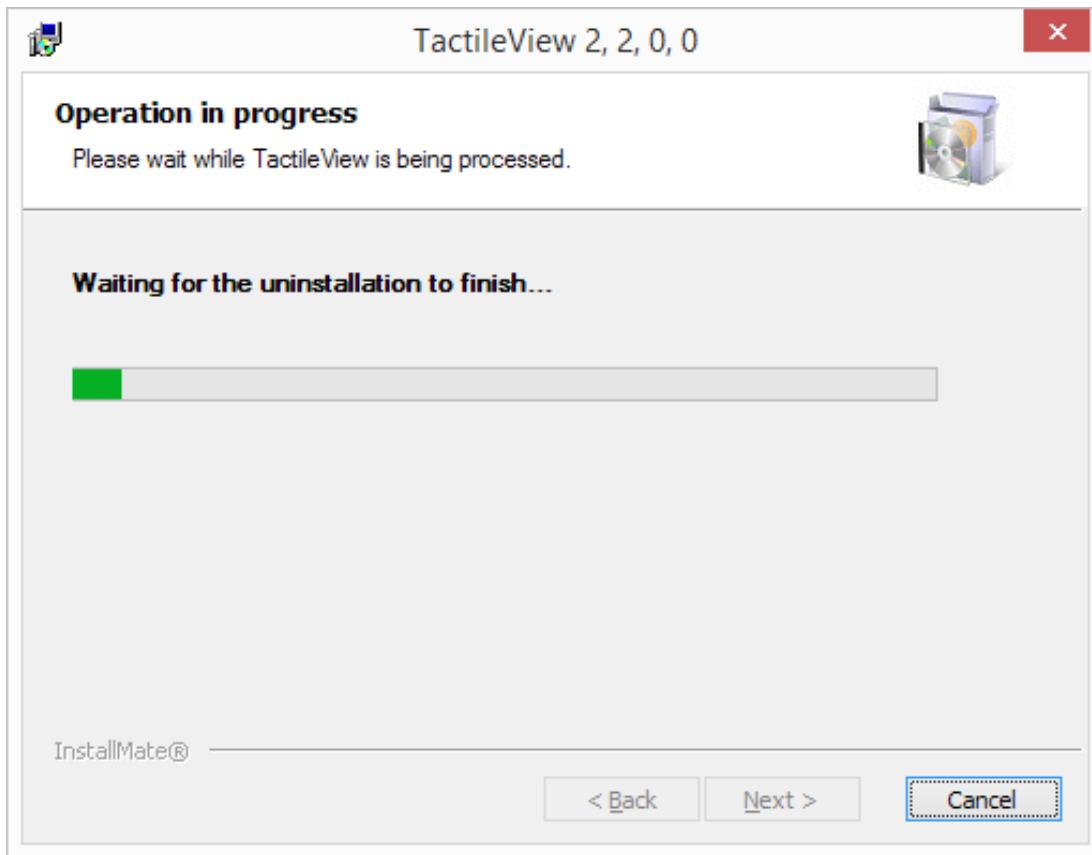 TactileView 2, 2, 0, 0
Operation in progress
Please wait while TactileView is being processed.
Waiting for the uninstallation to finish...
InstallMate®
< Back
Next >
Cancel